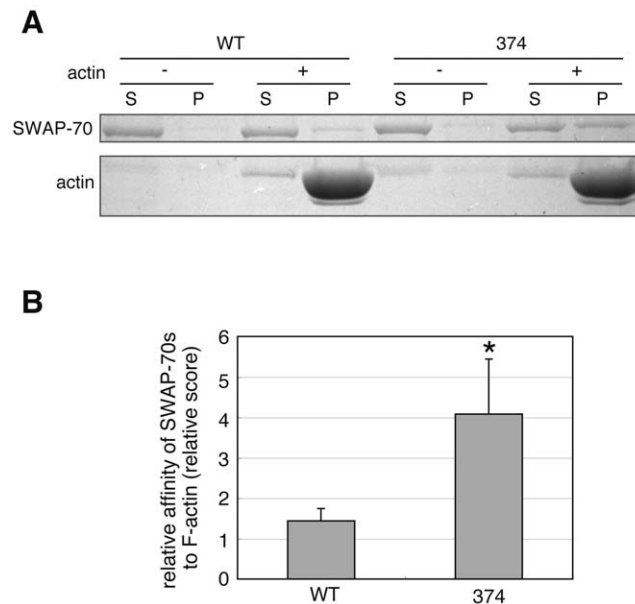 A
WT 374
actin - + - +
S P S P S P S P
SWAP-70
actin
B
relative affinity of SWAP-70s
to F-actin (relative score)
6
5
4
3
2
1
0
*
WT 374